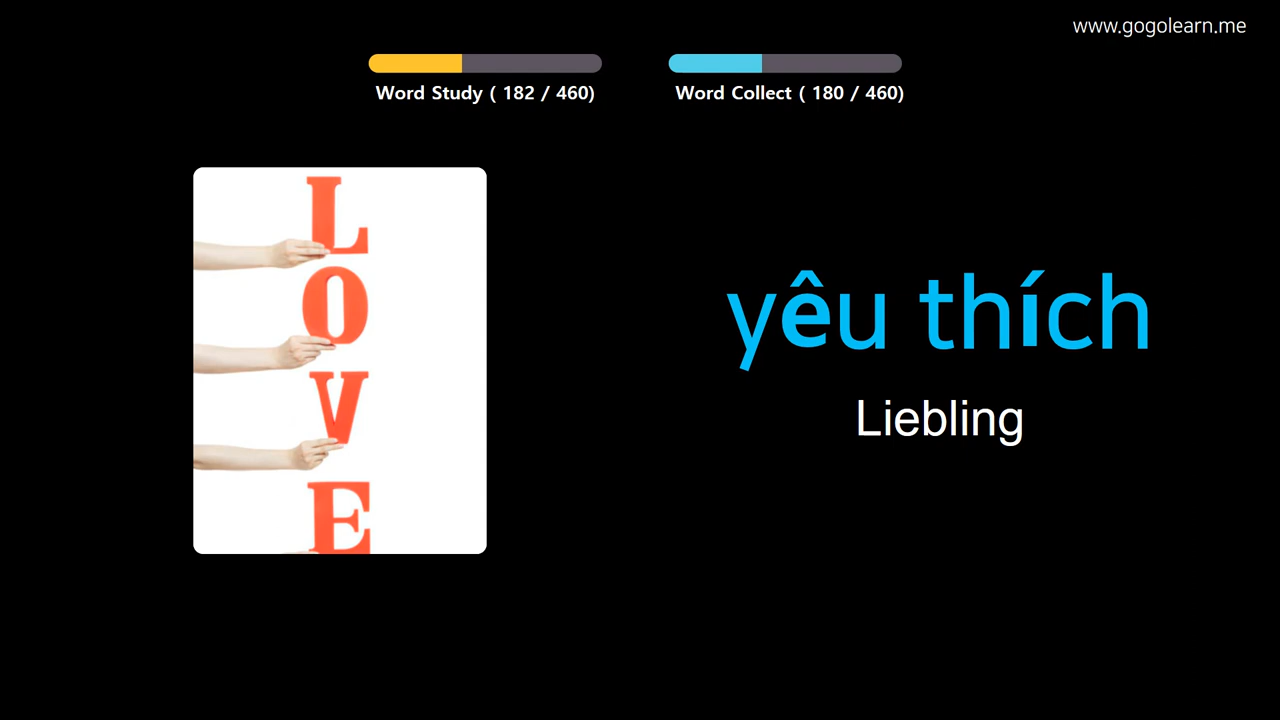 www.gogolearn.me
Word Study ( 182 / 460)
Word Collect ( 180 / 460)
L
O
V
E
yêu thích
Liebling